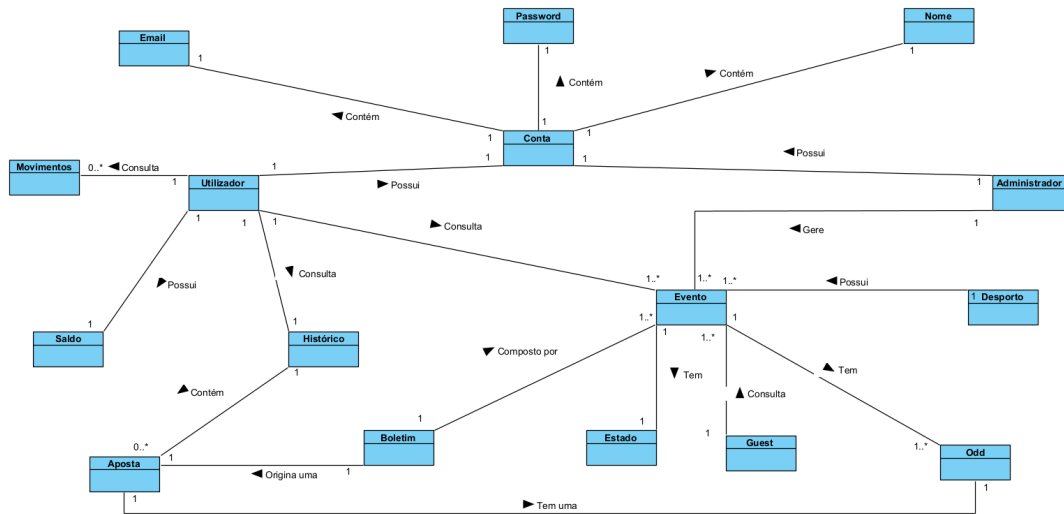 Password
Nome
Email
1
1
1
Contém
Contém
Contém
1
1
1
Conta
1
1
Possui
Movimentos
0..*
Consulta
1
1
Utilizador
Possui
1
Administrador
1
1
1
Consulta
1
Gere
Possui
Consulta
1..*
1..*
1..*
Possui
Evento
1
Desporto
1
1
Saldo
Histórico
1..*
1
1..*
1
Composto por
Tem
Tem
Contém
1
Consulta
0..*
1
Boletim
1
Estado
1
Guest
1..*
Odd
Aposta
1
Origina uma
1
1
Tem uma
1